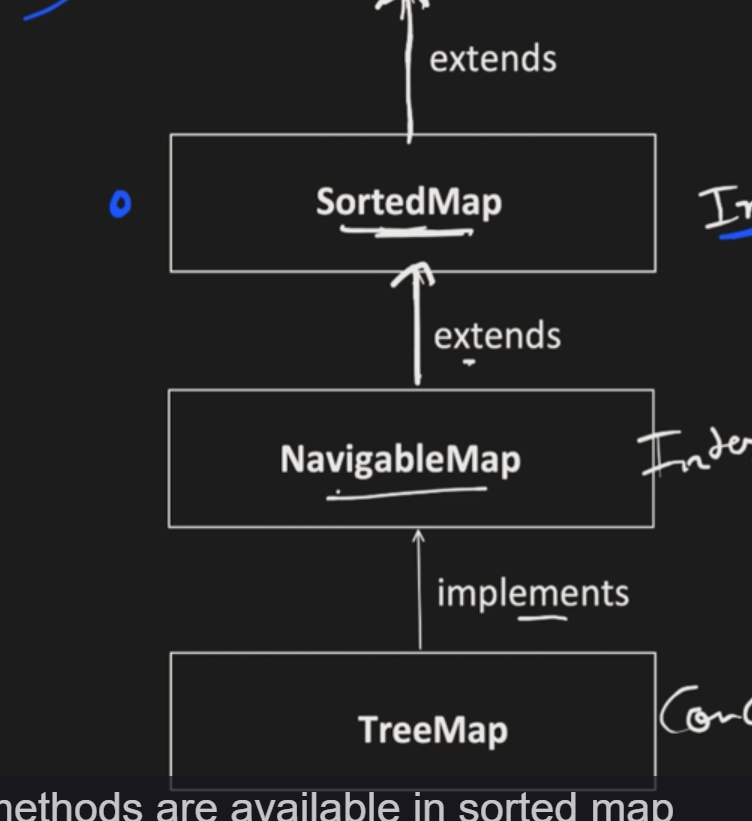 extends
SortedMap
extends
NavigableMap
implements
TreeMap
methods are available in sorted map